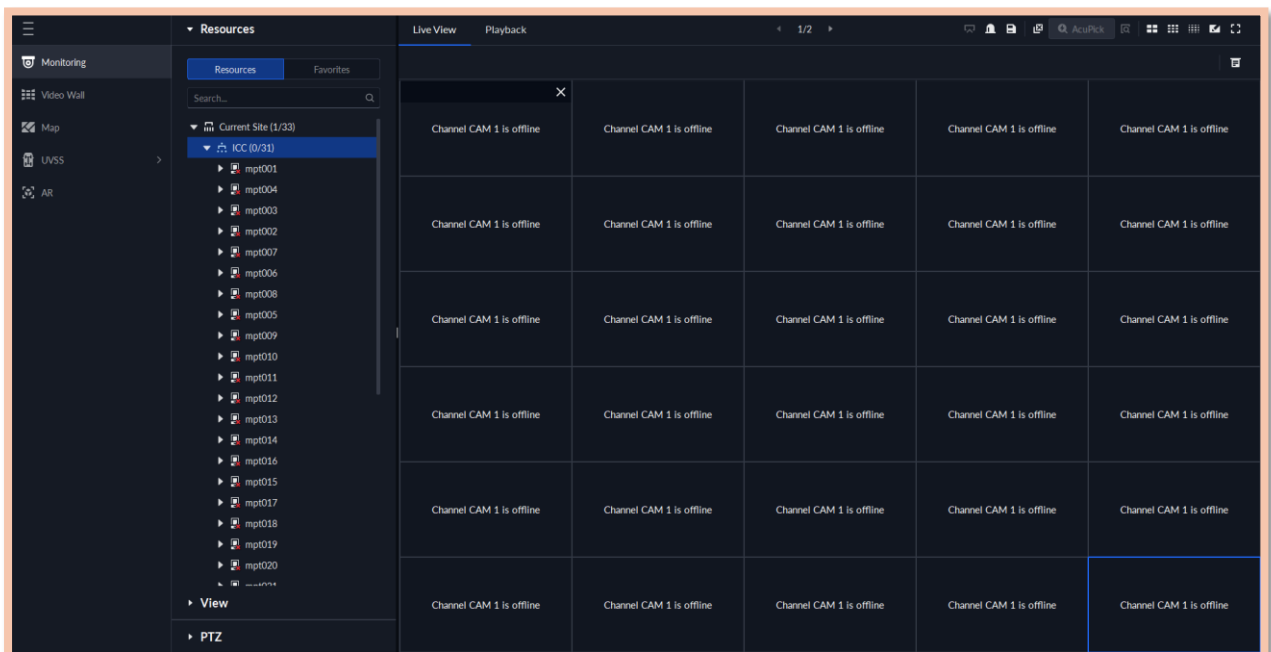 Resources
Live View Playback 1/2 AcuPick
Monitoring
Video Wall
Map
UVSS
AR
Resources Favorites
Search...
Current Site (1/33)
ICC (0/31)
mpt001
mpt004
mpt003
mpt002
mpt007
mpt006
mpt008
mpt005
mpt009
mpt010
mpt011
mpt012
mpt013
mpt014
mpt016
mpt015
mpt017
mpt018
mpt019
mpt020
View
PTZ
Channel CAM 1 is offline Channel CAM 1 is offline Channel CAM 1 is offline Channel CAM 1 is offline Channel CAM 1 is offline
Channel CAM 1 is offline Channel CAM 1 is offline Channel CAM 1 is offline Channel CAM 1 is offline Channel CAM 1 is offline
Channel CAM 1 is offline Channel CAM 1 is offline Channel CAM 1 is offline Channel CAM 1 is offline Channel CAM 1 is offline
Channel CAM 1 is offline Channel CAM 1 is offline Channel CAM 1 is offline Channel CAM 1 is offline Channel CAM 1 is offline
Channel CAM 1 is offline Channel CAM 1 is offline Channel CAM 1 is offline Channel CAM 1 is offline Channel CAM 1 is offline
Channel CAM 1 is offline Channel CAM 1 is offline Channel CAM 1 is offline Channel CAM 1 is offline Channel CAM 1 is offline